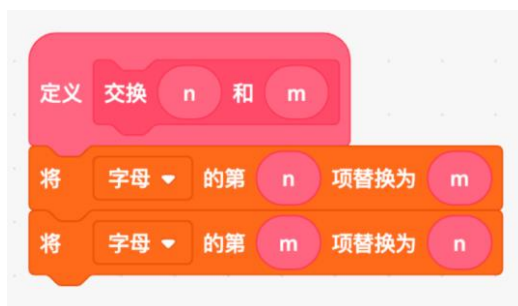 定义 交换 n 和 m
将 字母 的第 n 项替换为 m
将 字母 的第 m 项替换为 n